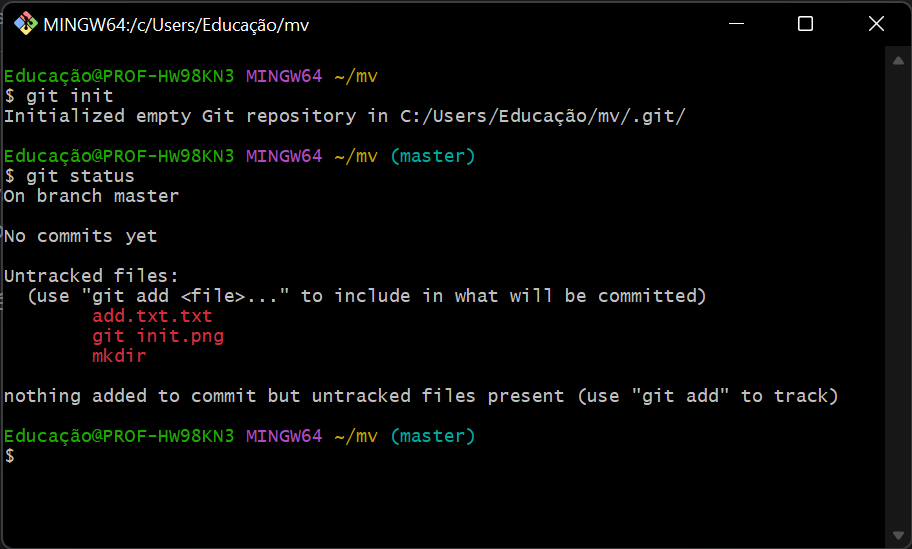 MINGW64:/c/Users/Educação/mv
Educação@PROF-HW98KN3 MINGW64 ~/mv
$ git init
Initialized empty Git repository in C:/Users/Educação/mv/.git/
Educação@PROF-HW98KN3 MINGW64 ~/mv (master)
$ git status
On branch master
No commits yet
Untracked files:
  (use "git add <file>..." to include in what will be committed)
        add.txt.txt
        git init.png
        mkdir
nothing added to commit but untracked files present (use "git add" to track)
Educação@PROF-HW98KN3 MINGW64 ~/mv (master)
$